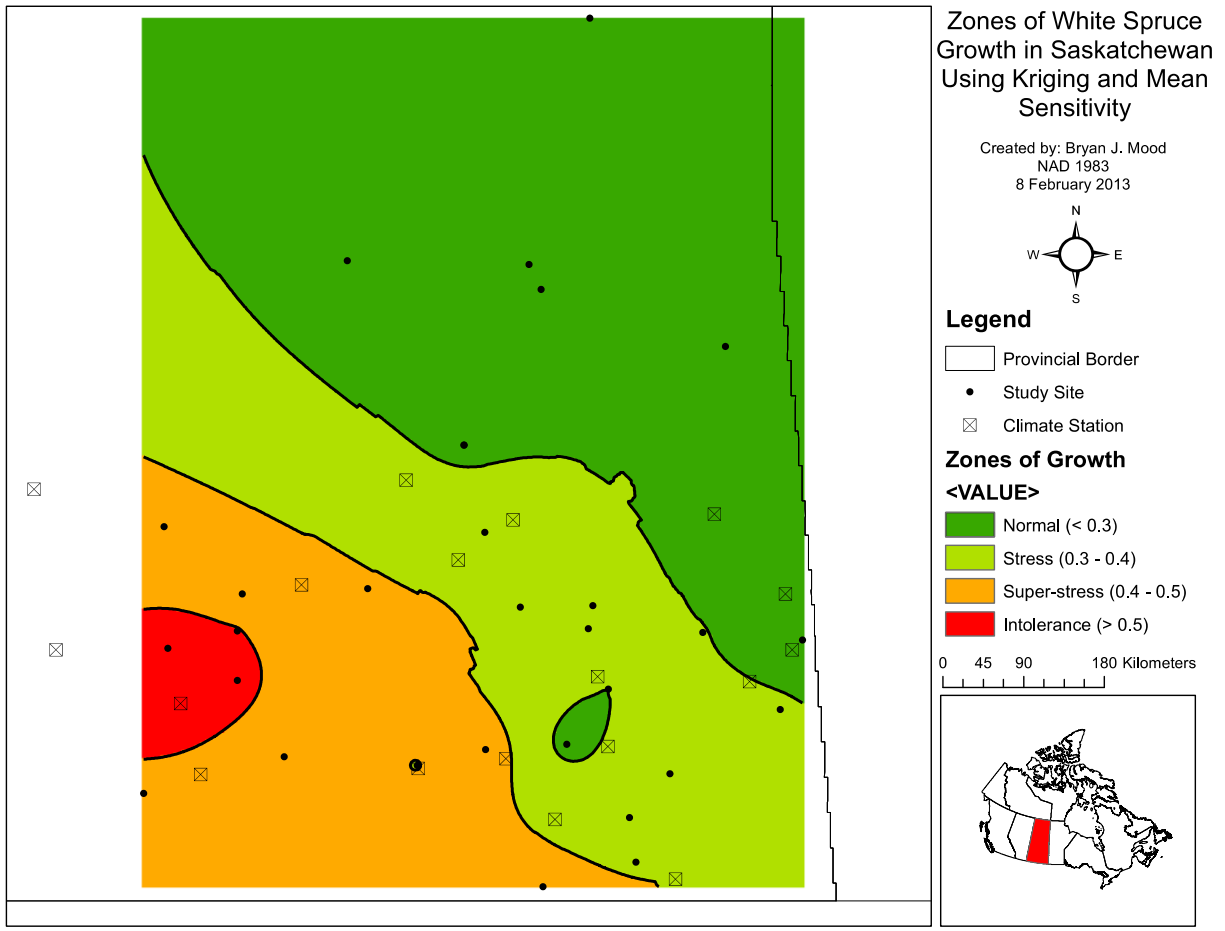 Zones of White Spruce
Growth in Saskatchewan
Using Kriging and Mean
Sensitivity
Created by: Bryan J. Mood
NAD 1983
8 February 2013
N
W E
S
Legend
Provincial Border
Study Site
Climate Station
Zones of Growth
<VALUE>
Normal (< 0.3)
Stress (0.3 - 0.4)
Super-stress (0.4 - 0.5)
Intolerance (> 0.5)
0 45 90 180 Kilometers